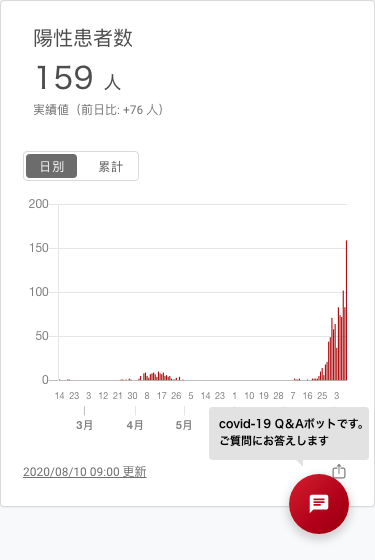 陽性患者数
159 人
実績値（前日比: +76 人）
日別 累計
200
150
100
50
0
14 23 3 12 21 30 8 17 26 5 14 23 1 10 19 28 7 16 25 3
3月 4月 5月
covid-19 Q&Aボットです。
ご質問にお答えします
2020/08/10 09:00 更新